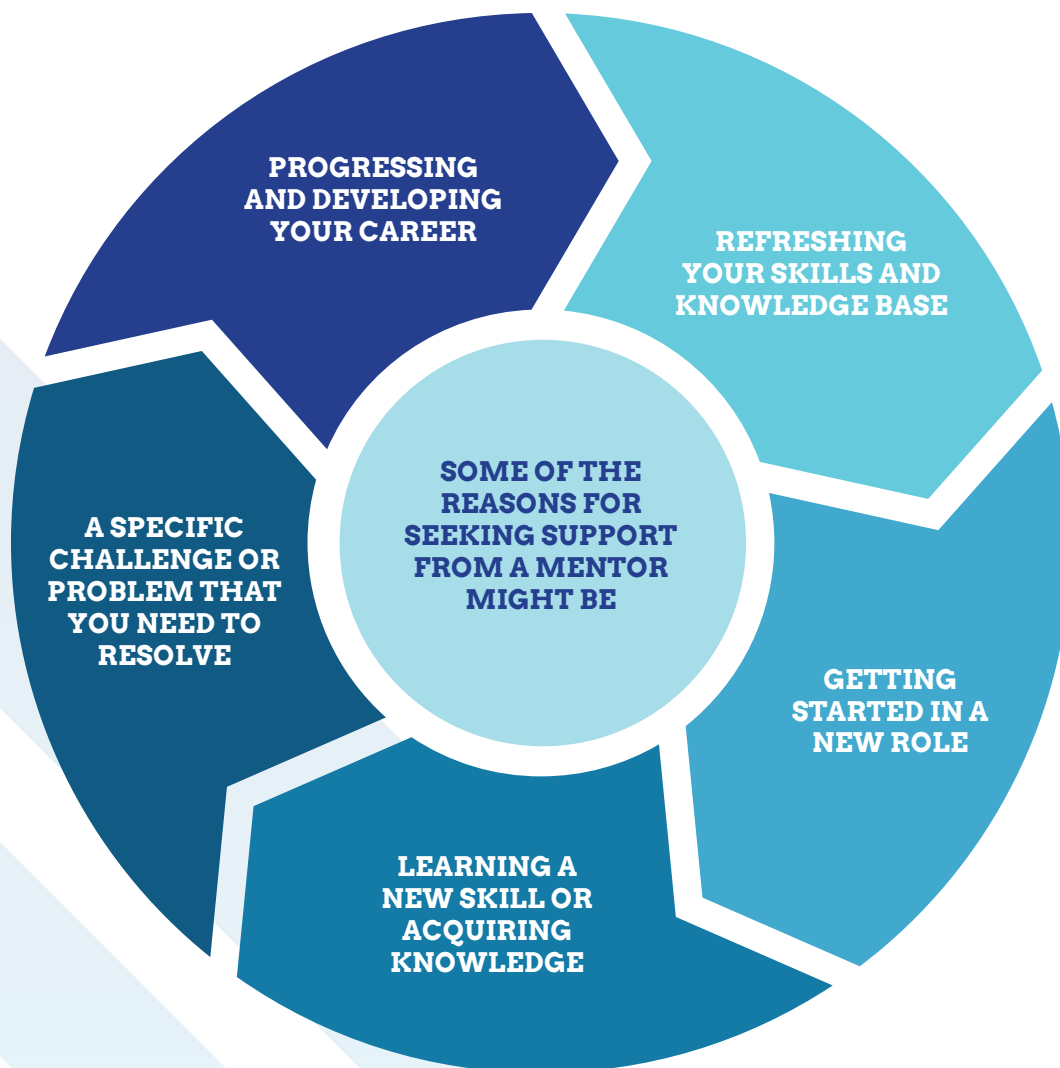 PROGRESSING
AND DEVELOPING
YOUR CAREER
REFRESHING
YOUR SKILLS AND
KNOWLEDGE BASE
SOME OF THE
REASONS FOR
SEEKING SUPPORT
FROM A MENTOR
MIGHT BE
A SPECIFIC
CHALLENGE OR
PROBLEM THAT
YOU NEED TO
RESOLVE
GETTING
STARTED IN A
NEW ROLE
LEARNING A
NEW SKILL OR
ACQUIRING
KNOWLEDGE